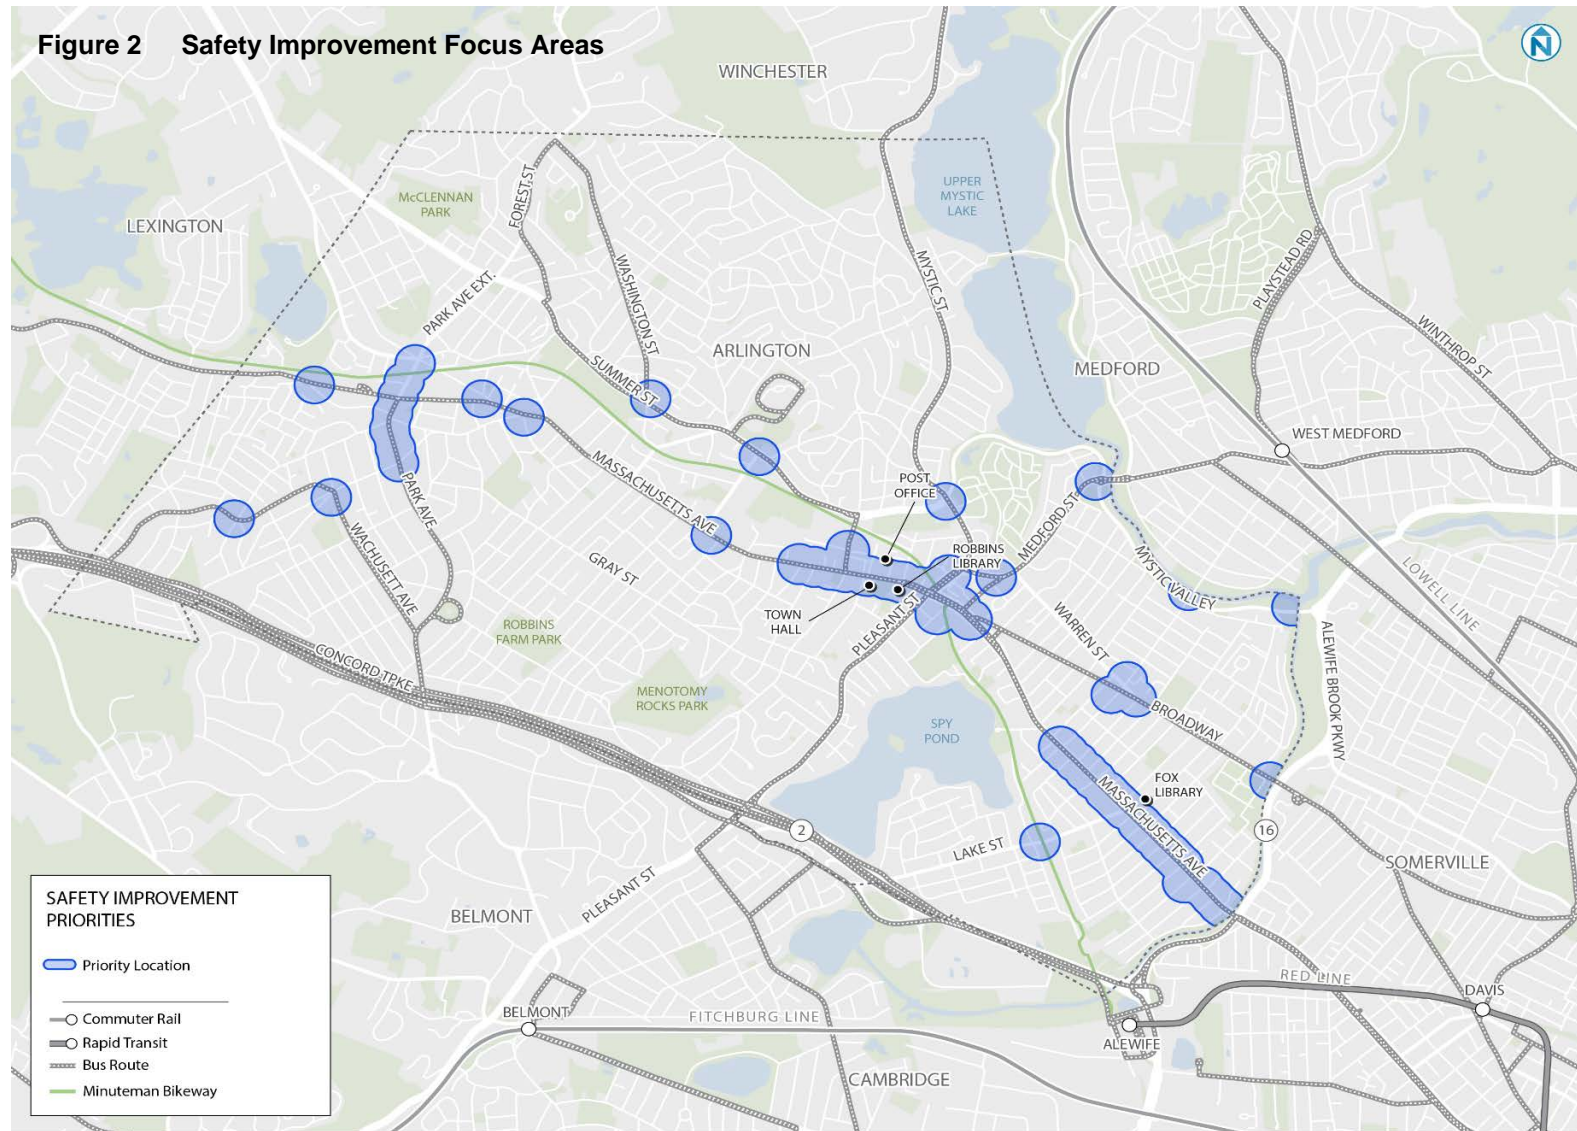 Figure 2 Safety Improvement Focus Areas
N
WINCHESTER
UPPER
MYSTIC
LAKE
McCLENNAN
PARK
FOREST ST
LEXINGTON
PLAYSTEAD RD
WASHINGTON ST
MYSTIC ST
PARK AVE EXT.
WINTHROP ST
ARLINGTON
MEDFORD
SUMMER ST
WEST MEDFORD
MASSACHUSETTS AVE
POST
OFFICE
PARK AVE
MEDFORD ST
WACHUSETT AVE
ROBBINS
LIBRARY
GRAY ST
MYSTIC VALLEY
LOWELL LINE
TOWN
HALL
PLEASANT ST
WARREN ST
ROBBINS
FARM PARK
ALEWIFE BROOK PKWY
CONCORD TPKE
MENOTOMY
ROCKS PARK
BROADWAY
SPY
POND
FOX
LIBRARY
MASSACHUSETTS AVE
2
16
LAKE ST
SOMERVILLE
PLEASANT ST
BELMONT
SAFETY IMPROVEMENT
PRIORITIES
Priority Location
Commuter Rail
Rapid Transit
Bus Route
Minuteman Bikeway
RED LINE
DAVIS
BELMONT
FITCHBURG LINE
ALEWIFE
CAMBRIDGE